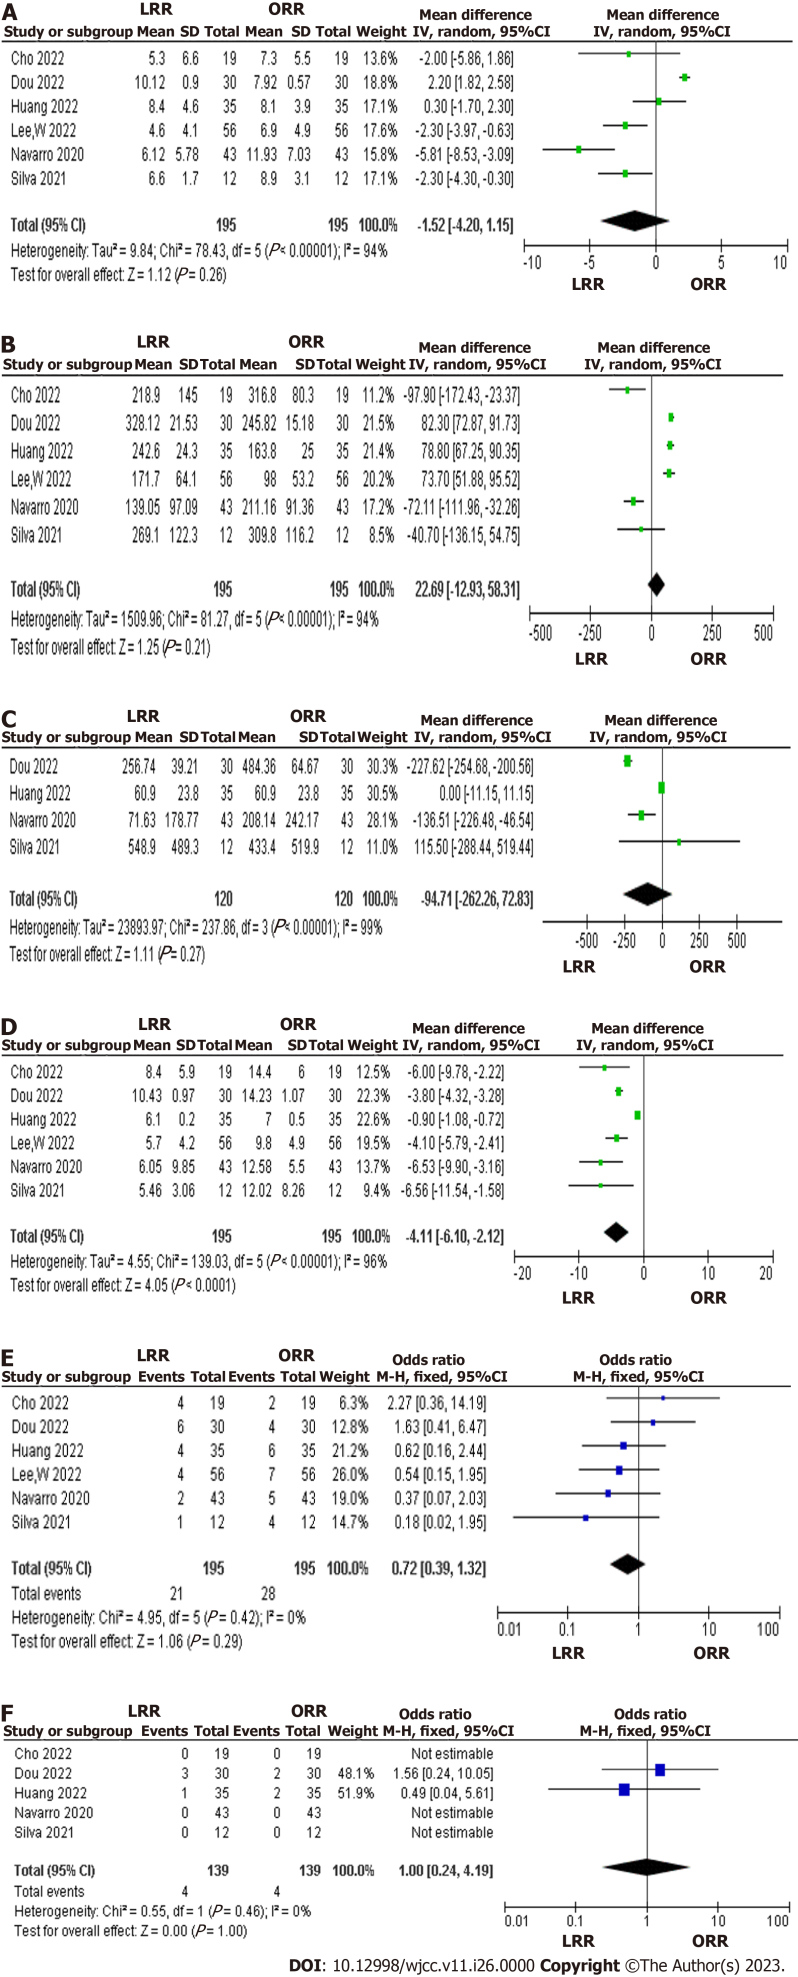 A
LRR ORR Mean difference
Study or subgroup Mean SD Total Mean SD Total Weight IV, random, 95%CI
Cho 2022 5.3 6.6 19 7.3 5.5 19 13.6% -2.00 [-5.86, 1.86]
Dou 2022 10.12 0.9 30 7.92 0.57 30 18.8% 2.20 [1.82, 2.58]
Huang 2022 8.4 4.6 35 8.1 3.9 35 17.1% 0.30 [-1.70, 2.30]
Lee,W 2022 4.6 4.1 56 6.9 4.9 56 17.6% -2.30 [-3.97, -0.63]
Navarro 2020 6.12 5.78 43 11.93 7.03 43 15.8% -5.81 [-8.53, -3.09]
Silva 2021 6.6 1.7 12 8.9 3.1 12 17.1% -2.30 [-4.30, -0.30]
Total (95% CI) 195 195 100.0% -1.52 [-4.20, 1.15]
Heterogeneity: Tau² = 9.84; Chi² = 78.43, df = 5 (P< 0.00001); I² = 94%
Test for overall effect: Z = 1.12 (P = 0.26)
Mean difference
IV, random, 95%CI
-10 -5 0 5 10
LRR ORR
B
LRR ORR Mean difference
Study or subgroup Mean SD Total Mean SD Total Weight IV, random, 95%CI
Cho 2022 218.9 145 19 316.8 80.3 19 11.2% -97.90 [-172.43, -23.37]
Dou 2022 328.12 21.53 30 245.82 15.18 30 21.5% 82.30 [72.87, 91.73]
Huang 2022 242.6 24.3 35 163.8 25 35 21.4% 78.80 [67.25, 90.35]
Lee,W 2022 171.7 64.1 56 98 53.2 56 20.2% 73.70 [51.88, 95.52]
Navarro 2020 139.05 97.09 43 211.16 91.36 43 17.2% -72.11 [-111.96, -32.26]
Silva 2021 269.1 122.3 12 309.8 116.2 12 8.5% -40.70 [-136.15, 54.75]
Total (95% CI) 195 195 100.0% 22.69 [-12.93, 58.31]
Heterogeneity: Tau² = 1509.96; Chi² = 81.27, df = 5 (P< 0.00001); I² = 94%
Test for overall effect: Z = 1.25 (P = 0.21)
Mean difference
IV, random, 95%CI
-500 -250 0 250 500
LRR ORR
C
LRR ORR Mean difference
Study or subgroup Mean SD Total Mean SD Total Weight IV, random, 95%CI
Dou 2022 256.74 39.21 30 484.36 64.67 30 30.3% -227.62 [-254.68, -200.56]
Huang 2022 60.9 23.8 35 60.9 23.8 35 30.5% 0.00 [-11.15, 11.15]
Navarro 2020 71.63 178.77 43 208.14 242.17 43 28.1% -136.51 [-226.48, -46.54]
Silva 2021 548.9 489.3 12 433.4 519.9 12 11.0% 115.50 [-288.44, 519.44]
Total (95% CI) 120 120 100.0% -94.71 [-262.26, 72.83]
Heterogeneity: Tau² = 23893.97; Chi² = 237.86, df = 3 (P< 0.00001); I² = 99%
Test for overall effect: Z = 1.11 (P = 0.27)
Mean difference
IV, random, 95%CI
-500 -250 0 250 500
LRR ORR
D
LRR ORR Mean difference
Study or subgroup Mean SD Total Mean SD Total Weight IV, random, 95%CI
Cho 2022 8.4 5.9 19 14.4 6 19 12.5% -6.00 [-9.78, -2.22]
Dou 2022 10.43 0.97 30 14.23 1.07 30 22.3% -3.80 [-4.32, -3.28]
Huang 2022 6.1 0.2 35 7 0.5 35 22.6% -0.90 [-1.08, -0.72]
Lee,W 2022 5.7 4.2 56 9.8 4.9 56 19.5% -4.10 [-5.79, -2.41]
Navarro 2020 6.05 9.85 43 12.58 5.5 43 13.7% -6.53 [-9.90, -3.16]
Silva 2021 5.46 3.06 12 12.02 8.26 12 9.4% -6.56 [-11.54, -1.58]
Total (95% CI) 195 195 100.0% -4.11 [-6.10, -2.12]
Heterogeneity: Tau² = 4.55; Chi² = 139.03, df = 5 (P < 0.00001); I² = 96%
Test for overall effect: Z = 4.05 (P < 0.0001)
Mean difference
IV, random, 95%CI
-20 -10 0 10 20
LRR ORR
E
LRR ORR Odds ratio
Study or subgroup Events Total Events Total Weight M-H, fixed, 95%CI
Cho 2022 4 19 2 19 6.3% 2.27 [0.36, 14.19]
Dou 2022 6 30 4 30 12.8% 1.63 [0.41, 6.47]
Huang 2022 4 35 6 35 21.2% 0.62 [0.16, 2.44]
Lee,W 2022 4 56 7 56 26.0% 0.54 [0.15, 1.95]
Navarro 2020 2 43 5 43 19.0% 0.37 [0.07, 2.03]
Silva 2021 1 12 4 12 14.7% 0.18 [0.02, 1.95]
Total (95% CI) 195 195 100.0% 0.72 [0.39, 1.32]
Total events 21 28
Heterogeneity: Chi² = 4.95, df = 5 (P = 0.42); I² = 0%
Test for overall effect: Z = 1.06 (P = 0.29)
Odds ratio
M-H, fixed, 95%CI
0.01 0.1 1 10 100
LRR ORR
F
LRR ORR Odds ratio
Study or subgroup Events Total Events Total Weight M-H, fixed, 95%CI
Cho 2022 0 19 0 19 Not estimable
Dou 2022 3 30 2 30 48.1% 1.56 [0.24, 10.05]
Huang 2022 1 35 2 35 51.9% 0.49 [0.04, 5.61]
Navarro 2020 0 43 0 43 Not estimable
Silva 2021 0 12 0 12 Not estimable
Total (95% CI) 139 139 100.0% 1.00 [0.24, 4.19]
Total events 4 4
Heterogeneity: Chi² = 0.55, df = 1 (P = 0.46); I² = 0%
Test for overall effect: Z = 0.00 (P = 1.00)
Odds ratio
M-H, fixed, 95%CI
0.01 0.1 1 10 100
LRR ORR
DOI: 10.12998/wjcc.v11.i26.0000 Copyright ©The Author(s) 2023.